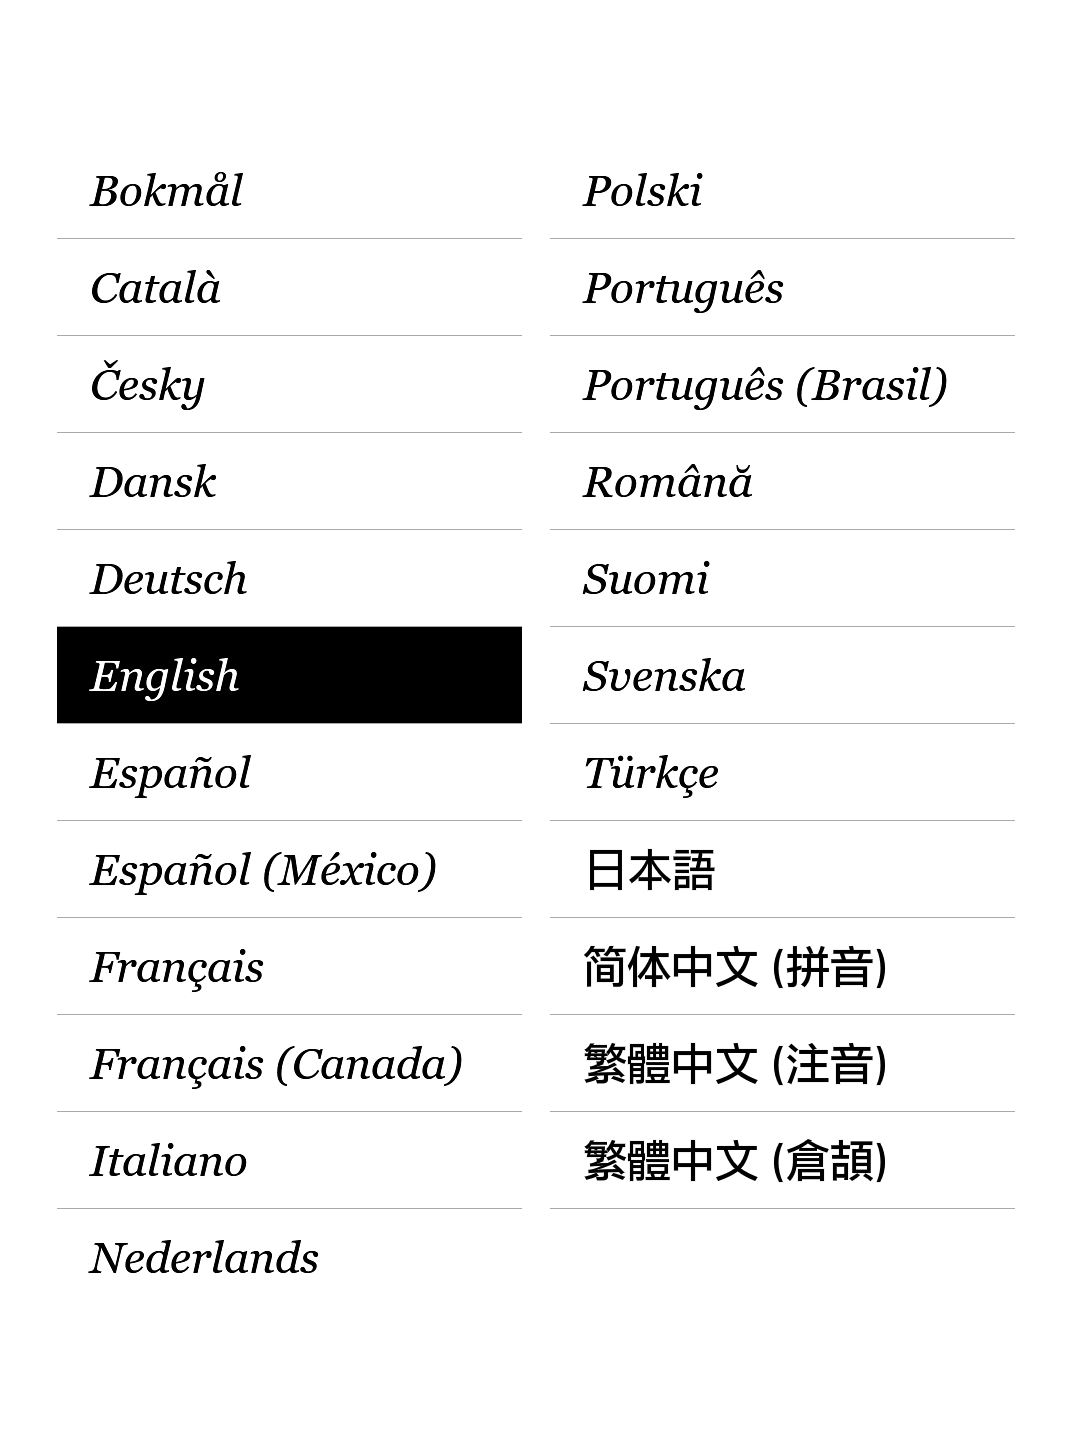 Bokmål
Català
Česky
Dansk
Deutsch
English
Español
Español (México)
Français
Français (Canada)
Italiano
Nederlands
Polski
Português
Português (Brasil)
Română
Suomi
Svenska
Türkçe
日本語
简体中文 (拼音)
繁體中文 (注音)
繁體中文 (倉頡)